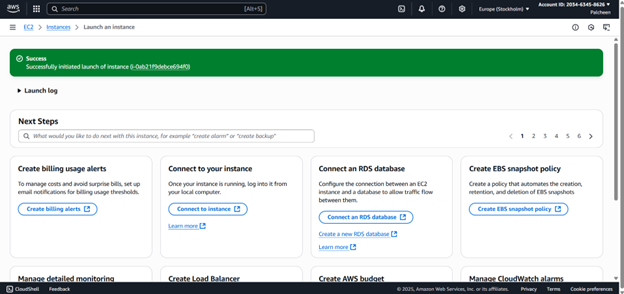 aws
Search
[Alt+S]
Europe (Stockholm)
Account ID: 2034-6345-8626
Patcheen
EC2 > Instances > Launch an instance
Success
Successfully initiated launch of instance (i-0ab21f9debce694f0)
Launch log
Next Steps
What would you like to do next with this instance, for example "create alarm" or "create backup"
1 2 3 4 5 6
Create billing usage alerts
To manage costs and avoid surprise bills, set up
email notifications for billing usage thresholds.
Create billing alerts
Connect to your instance
Once your instance is running, log into it from
your local computer.
Connect to instance
Learn more
Connect an RDS database
Configure the connection between an EC2
instance and a database to allow traffic flow
between them.
Connect an RDS database
Create a new RDS database
Learn more
Create EBS snapshot policy
Create a policy that automates the creation,
retention, and deletion of EBS snapshots
Create EBS snapshot policy
Manage detailed monitoring
Create Load Balancer
Create AWS budget
Manage CloudWatch alarms
CloudShell
Feedback
© 2025, Amazon Web Services, Inc. or its affiliates.
Privacy
Terms
Cookie preferences